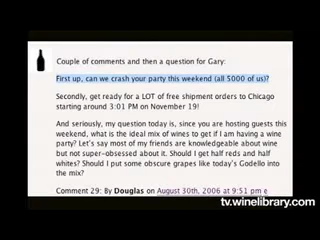 Couple of comments and then a question for Gary:
First up, can we crash your party this weekend (all 5000 of us)?
Secondly, get ready for a LOT of free shipment orders to Chicago
starting around 3:01 PM on November 19!
And seriously, my question today is, since you are hosting guests this
weekend, what is the ideal mix of wines to get if I am having a wine
party? Let's say most of my friends are knowledgeable about wine
but not super-obsessed about it. Should I get half reds and half
whites? Should I put some obscure grapes like today's Godello into
the mix?
Comment 29: By Douglas on August 30th, 2006 at 9:51 pm e
tv.winelibrary.com.